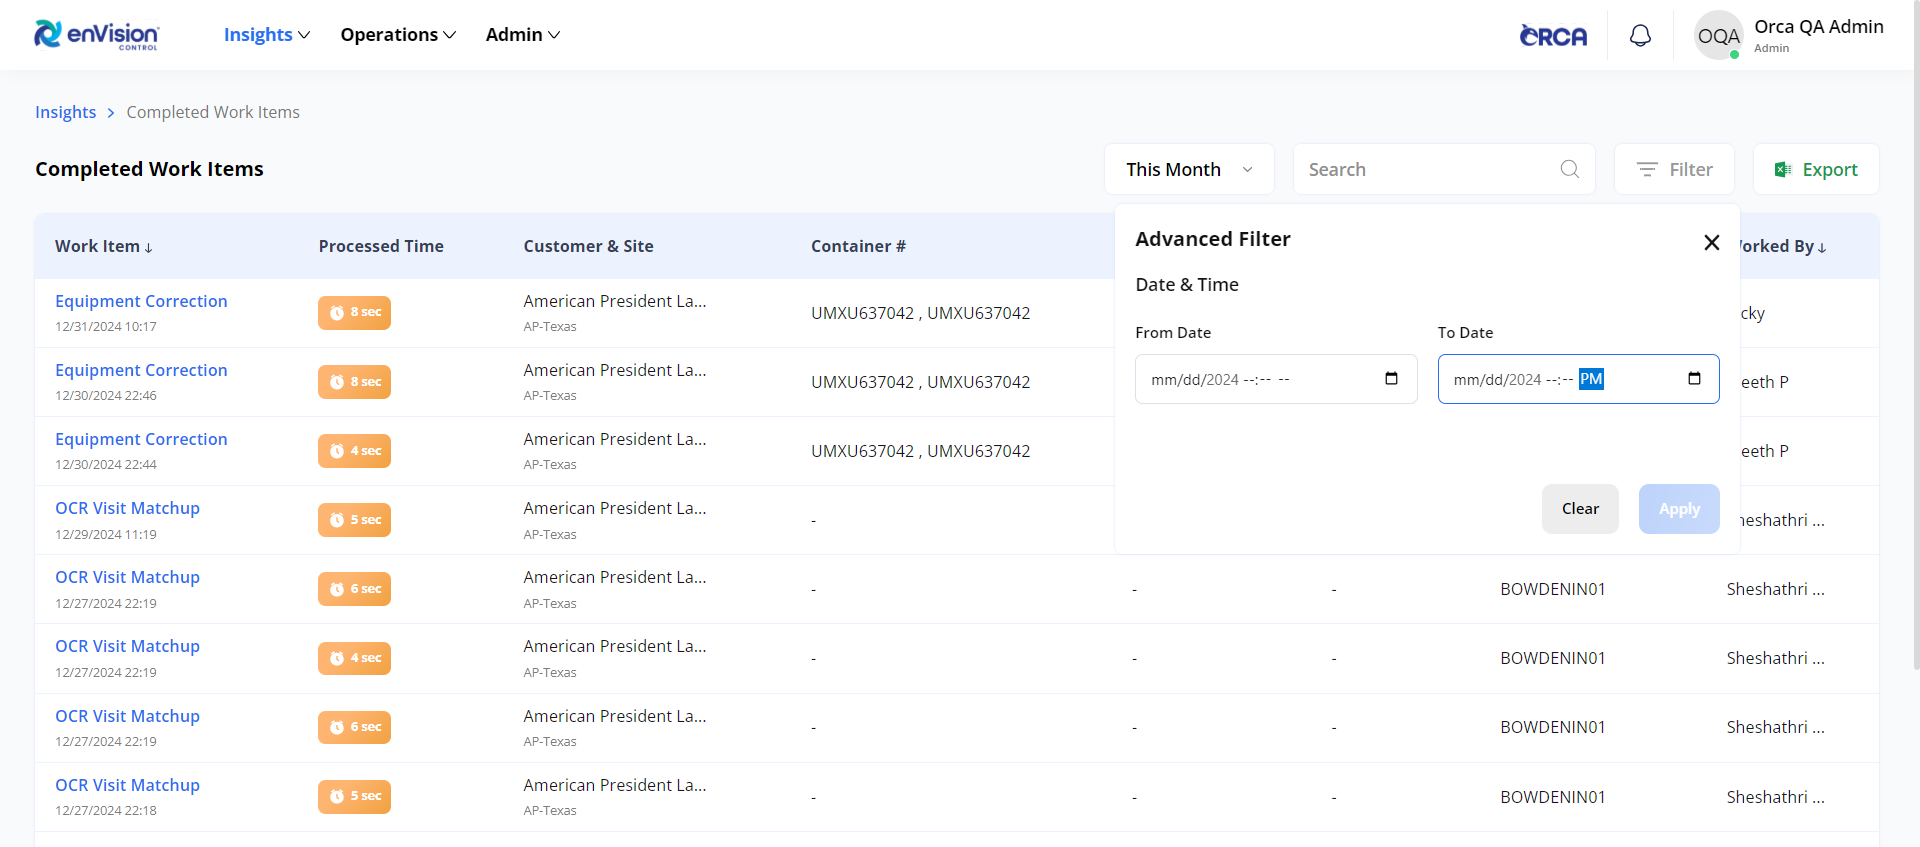 enVision CONTROL
Insights
Operations
Admin
ORCA
OQA
Orca QA Admin
Admin
Insights > Completed Work Items
Completed Work Items
This Month
Search
Filter
Export
Work Item ↓
Processed Time
Customer & Site
Container #
orked By ↓
Equipment Correction
12/31/2024 10:17
8 sec
American President La...
AP-Texas
UMXU637042 , UMXU637042
cky
Equipment Correction
12/30/2024 22:46
8 sec
American President La...
AP-Texas
UMXU637042 , UMXU637042
eeth P
Equipment Correction
12/30/2024 22:44
4 sec
American President La...
AP-Texas
UMXU637042 , UMXU637042
eeth P
OCR Visit Matchup
12/29/2024 11:19
5 sec
American President La...
AP-Texas
-
heshathri ...
OCR Visit Matchup
12/27/2024 22:19
6 sec
American President La...
AP-Texas
-
-
-
BOWDENIN01
Sheshathri ...
OCR Visit Matchup
12/27/2024 22:19
4 sec
American President La...
AP-Texas
-
-
-
BOWDENIN01
Sheshathri ...
OCR Visit Matchup
12/27/2024 22:19
6 sec
American President La...
AP-Texas
-
-
-
BOWDENIN01
Sheshathri ...
OCR Visit Matchup
12/27/2024 22:18
5 sec
American President La...
AP-Texas
-
-
-
BOWDENIN01
Sheshathri ...
Advanced Filter
Date & Time
From Date
To Date
mm/dd/2024 --:-- --
mm/dd/2024 --:-- PM
Clear
Apply